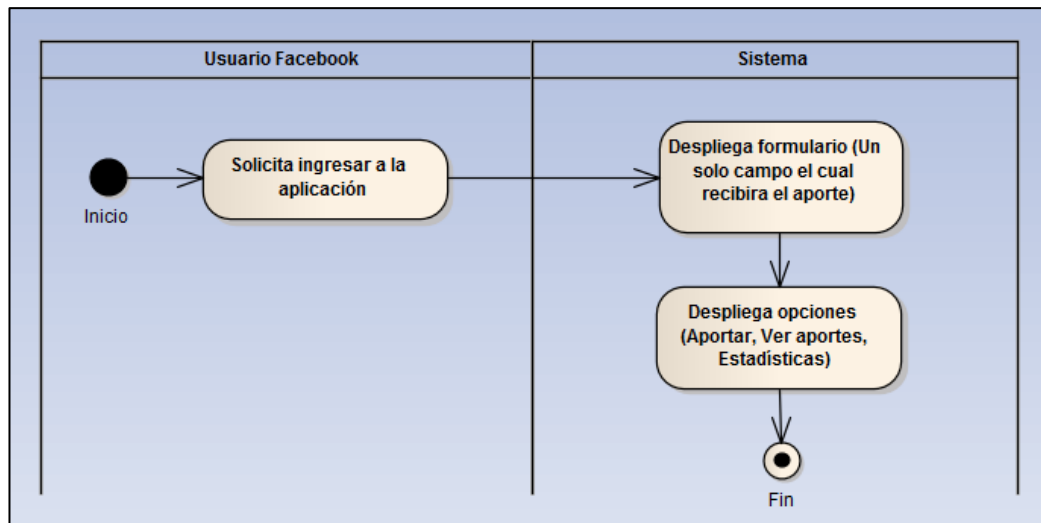 Usuario Facebook
Sistema
Solicita ingresar a la
aplicación
Inicio
Despliega formulario (Un
solo campo el cual
recibira el aporte)
Despliega opciones
(Aportar, Ver aportes,
Estadísticas)
Fin